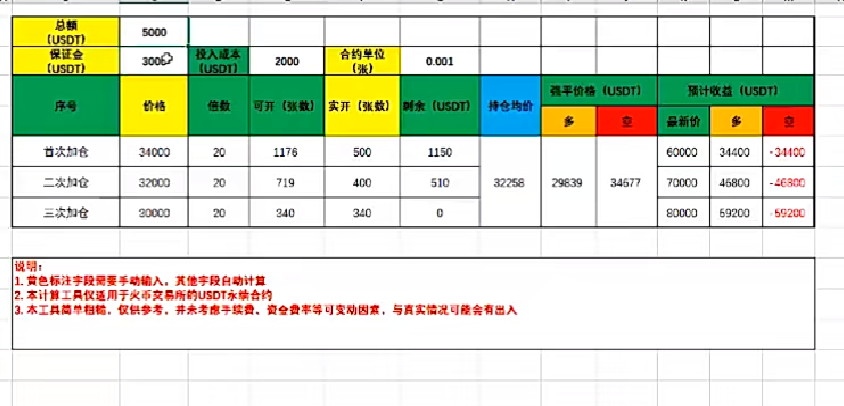 总额
（USDT） 5000
保证金
（USDT） 3000 投入成本
（USDT） 2000 合约单位
（张） 0.001
序号 价格 倍数 可开（张数） 实开（张数） 剩余（USDT） 持仓均价 强平价格（USDT） 预计收益（USDT）
多 空 最新价 多 空
首次加仓 34000 20 1176 500 1150 60000 34400 -34400
二次加仓 32000 20 719 400 510 32258 29839 34677 70000 46800 -46800
三次加仓 30000 20 340 340 0 80000 59200 -59200
说明：
1. 黄色标注字段需要手动输入，其他字段自动计算
2. 本计算工具仅适用于火币交易所的USDT永续合约
3. 本工具简单粗糙，仅供参考，并未考虑手续费、资金费率等可变动因素，与真实情况可能会有出入